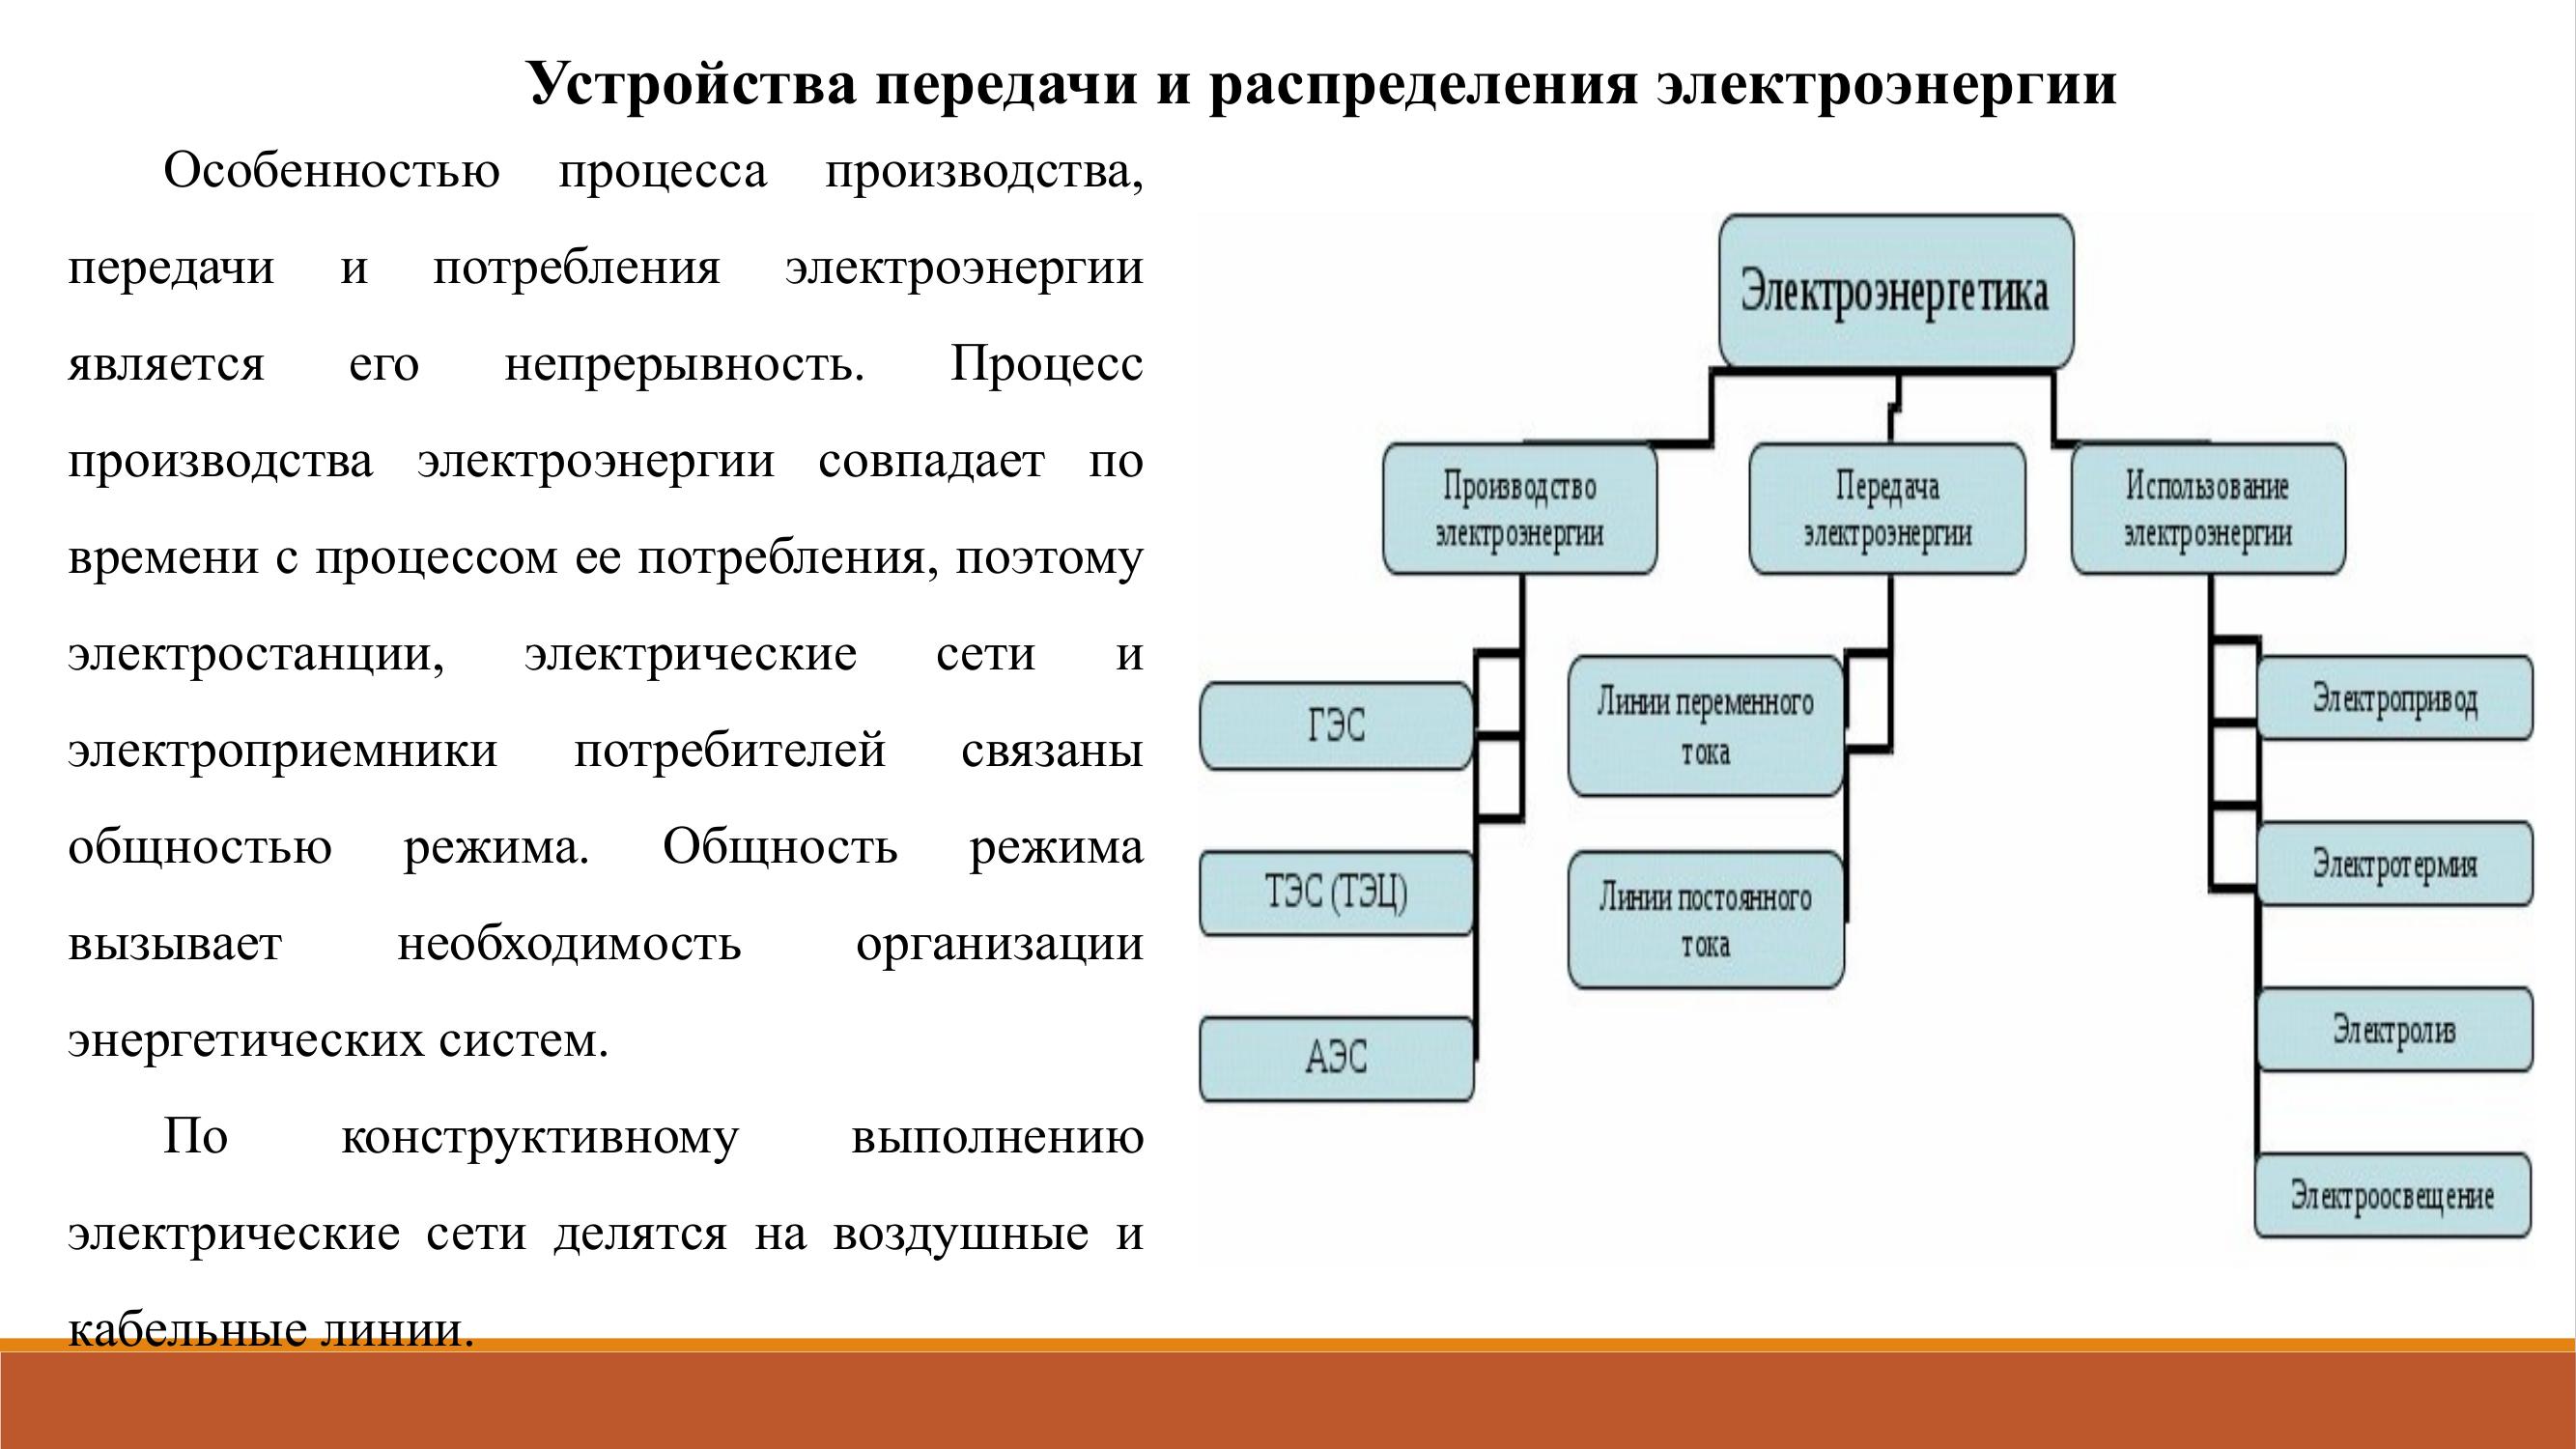 Устройства передачи и распределения электроэнергии
Особенностью процесса производства,
передачи и потребления электроэнергии
является его непрерывность. Процесс
производства электроэнергии совпадает по
времени с процессом ее потребления, поэтому
электростанции, электрические сети и
электроприемники потребителей связаны
общностью режима. Общность режима
вызывает необходимость организации
энергетических систем.
По конструктивному выполнению
электрические сети делятся на воздушные и
кабельные линии.
Электроэнергетика
Производство
электроэнергии
Передача
электроэнергии
Использование
электроэнергии
ГЭС
ТЭС (ТЭЦ)
АЭС
Линии переменного
тока
Линии постоянного
тока
Электропривод
Электротермия
Электролиз
Электроосвещение